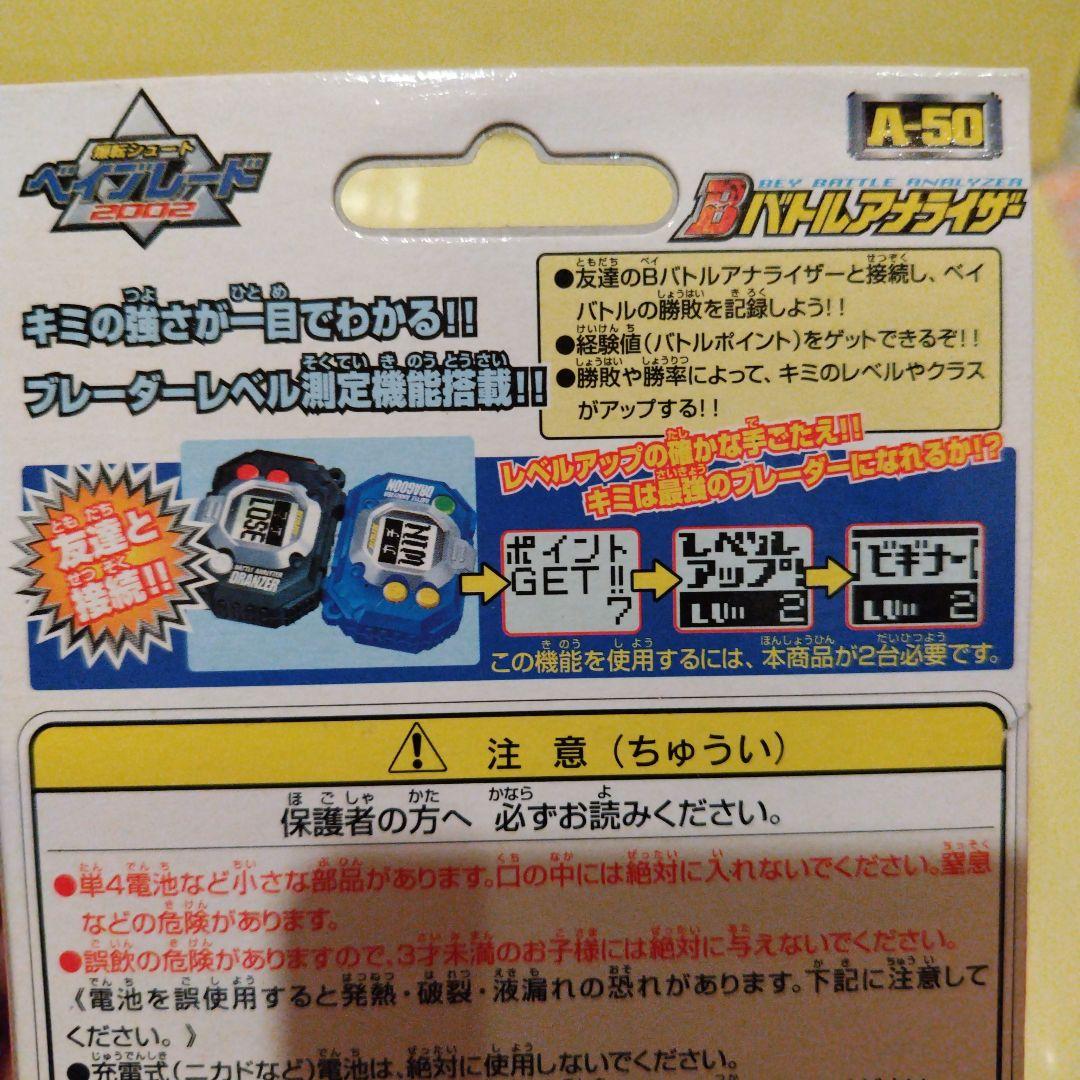 爆転シュート
ベイブレード
2002
A-50
BEY BATTLE ANALYZER
Bバトルアナライザー
キミの強さが一目でわかる!!
ブレーダーレベル測定機能搭載!!
●友達のBバトルアナライザーと接続し、ベイ
バトルの勝敗を記録しよう!!
●経験値(バトルポイント)をゲットできるぞ!!
●勝敗や勝率によって、キミのレベルやクラス
がアップする!!
レベルアップの確かな手ごたえ!!
キミは最強のブレーダーになれるか!?
友達と
接続!!
LOSE
BATTLE ANALYZER
DRANZER
BATTLE ANALYZER
DRAGOON
カチ
WIN
ポイント
GET!!
7
レベル
アップ
LV 2
ビギナー
LV 2
この機能を使用するには、本商品が2台必要です。
注意(ちゅうい)
保護者の方へ 必ずお読みください。
●単4電池など小さな部品があります。口の中には絶対に入れないでください。窒息
などの危険があります。
●誤飲の危険がありますので、3才未満のお子様には絶対に与えないでください。
《電池を誤使用すると発熱・破裂・液漏れの恐れがあります。下記に注意して
ください。》
●充電式(ニカドなど)電池は、絶対に使用しないでください。